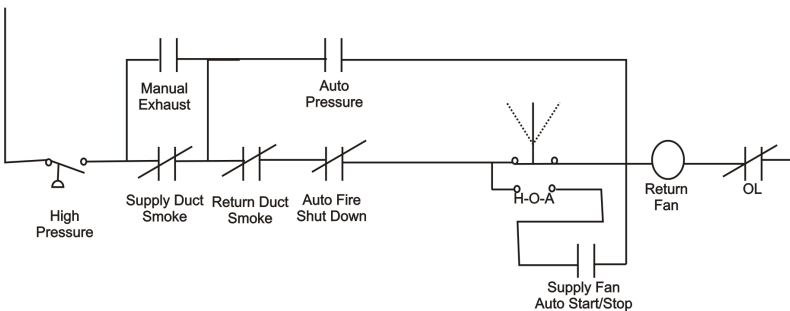 Manual
Exhaust
Auto
Pressure
High
Pressure
Supply Duct
Smoke
Return Duct
Smoke
Auto Fire
Shut Down
H-O-A
Return
Fan
OL
Supply Fan
Auto Start/Stop